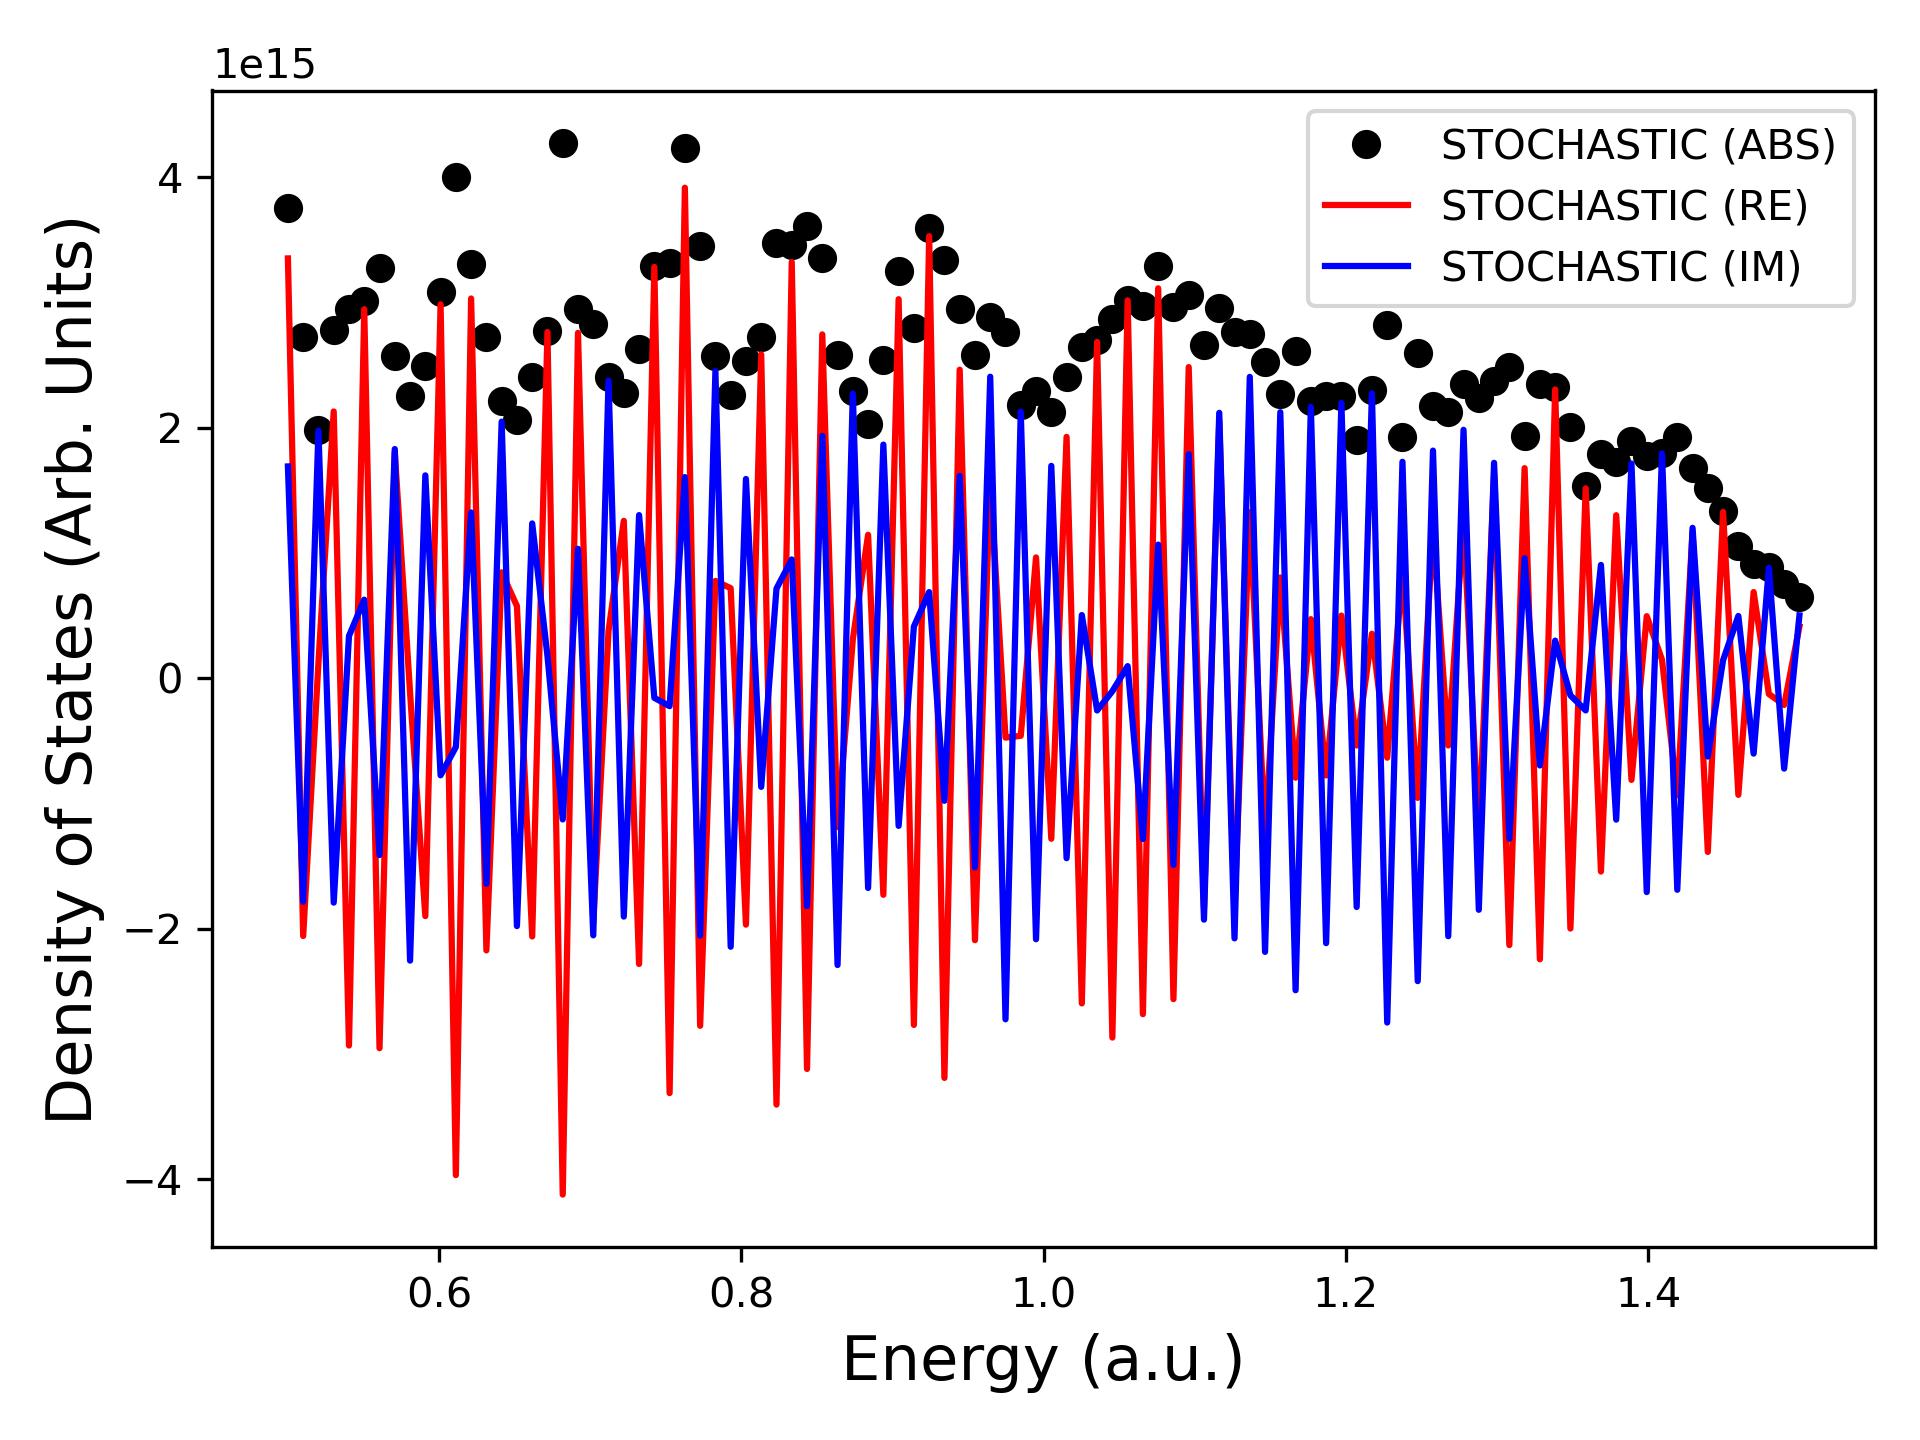 1e15
STOCHASTIC (ABS)
STOCHASTIC (RE)
STOCHASTIC (IM)
4
2
0
−2
−4
Density of States (Arb. Units)
0.6 0.8 1.0 1.2 1.4
Energy (a.u.)